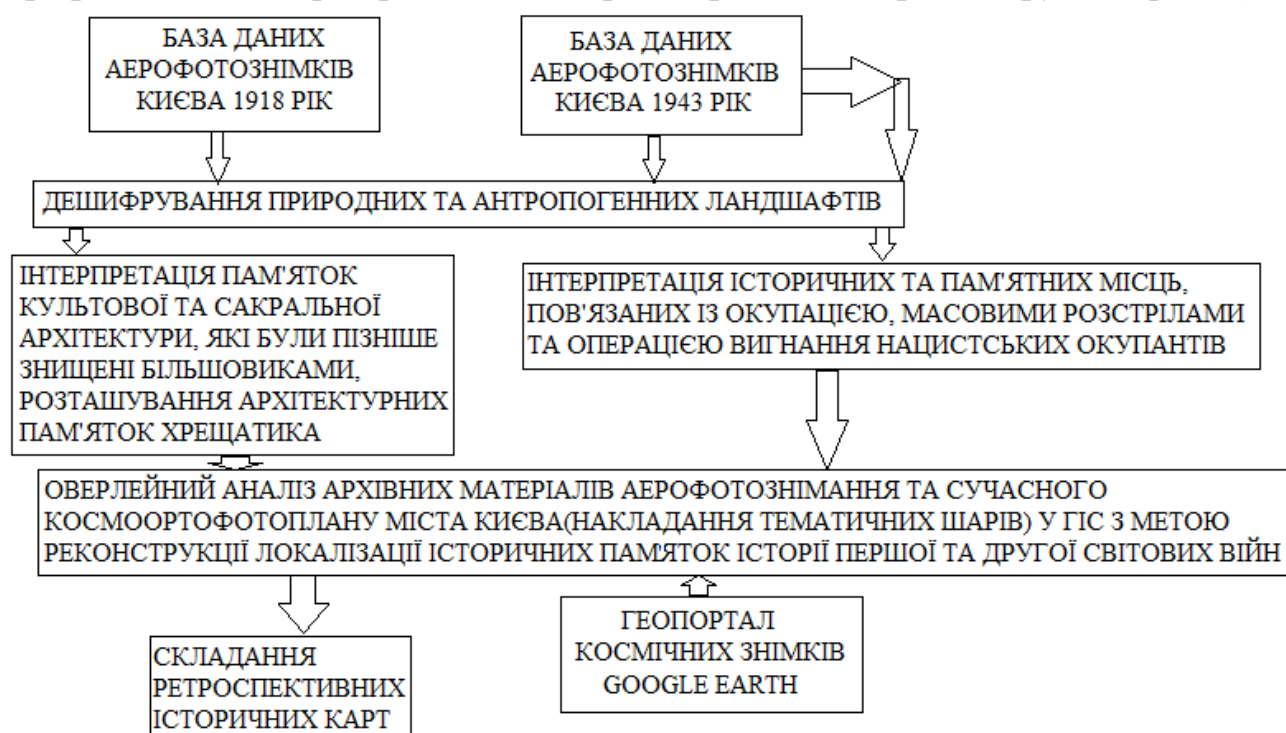 БАЗА ДАНИХ
АЕРОФОТОЗНІМКІВ
КИЄВА 1918 РІК
БАЗА ДАНИХ
АЕРОФОТОЗНІМКІВ
КИЄВА 1943 РІК
ДЕШИФРУВАННЯ ПРИРОДНИХ ТА АНТРОПОГЕННИХ ЛАНДШАФТІВ
ІНТЕРПРЕТАЦІЯ ПАМ'ЯТОК
КУЛЬТОВОЇ ТА САКРАЛЬНОЇ
АРХІТЕКТУРИ, ЯКІ БУЛИ ПІЗНІШЕ
ЗНИЩЕНІ БІЛЬШОВИКАМИ,
РОЗТАШУВАННЯ АРХІТЕКТУРНИХ
ПАМ'ЯТОК ХРЕЩАТИКА
ІНТЕРПРЕТАЦІЯ ІСТОРИЧНИХ ТА ПАМ'ЯТНИХ МІСЦЬ,
ПОВ'ЯЗАНИХ ІЗ ОКУПАЦІЄЮ, МАСОВИМИ РОЗСТРІЛАМИ
ТА ОПЕРАЦІЄЮ ВИГНАННЯ НАЦИСТСЬКИХ ОКУПАНТІВ
ОВЕРЛЕЙНИЙ АНАЛІЗ АРХІВНИХ МАТЕРІАЛІВ АЕРОФОТОЗНІМАННЯ ТА СУЧАСНОГО
КОСМООРТОФОТОПЛАНУ МІСТА КИЄВА(НАКЛАДАННЯ ТЕМАТИЧНИХ ШАРІВ) У ГІС З МЕТОЮ
РЕКОНСТРУКЦІЇ ЛОКАЛІЗАЦІЇ ІСТОРИЧНИХ ПАМ'ЯТОК ІСТОРІЇ ПЕРШОЇ ТА ДРУГОЇ СВІТОВИХ ВІЙН
ГЕОПОРТАЛ
КОСМІЧНИХ ЗНІМКІВ
GOOGLE EARTH
СКЛАДАННЯ
РЕТРОСПЕКТИВНИХ
ІСТОРИЧНИХ КАРТ